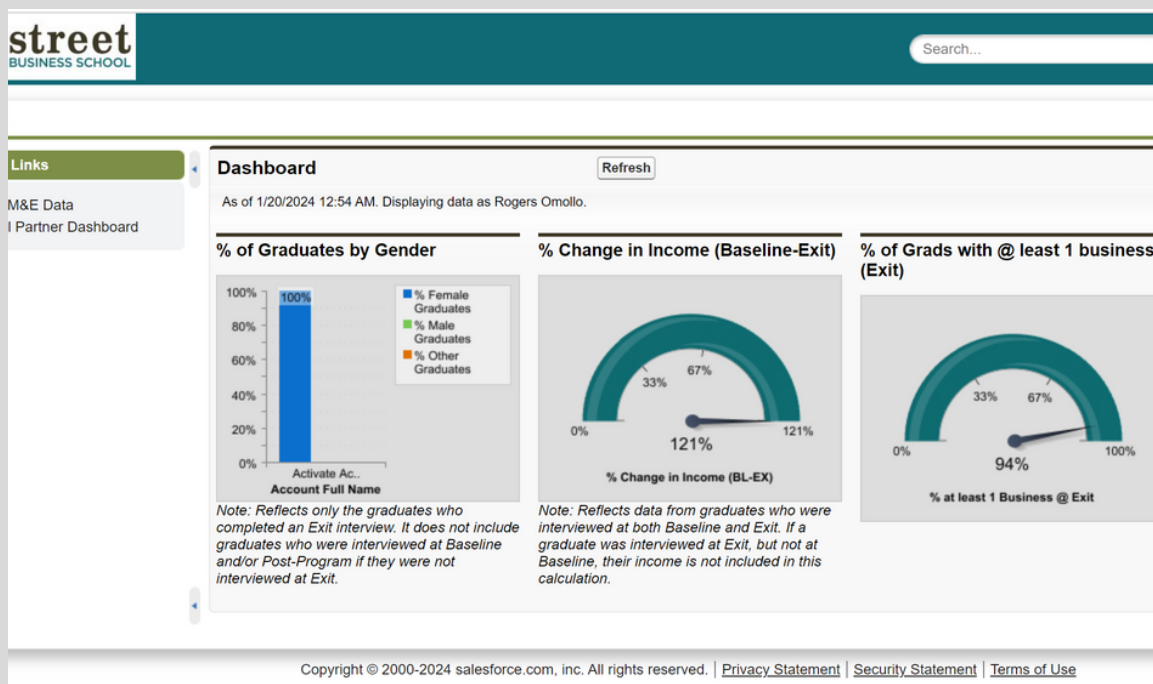 street
BUSINESS SCHOOL
Search...
Links
M&E Data
l Partner Dashboard
Dashboard
Refresh
As of 1/20/2024 12:54 AM. Displaying data as Rogers Omollo.
% of Graduates by Gender
100%
80%
60%
40%
20%
0%
100%
% Female
Graduates
% Male
Graduates
% Other
Graduates
Activate Ac..
Account Full Name
Note: Reflects only the graduates who
completed an Exit interview. It does not include
graduates who were interviewed at Baseline
and/or Post-Program if they were not
interviewed at Exit.
% Change in Income (Baseline-Exit)
33%
67%
0%
121%
121%
% Change in Income (BL-EX)
Note: Reflects data from graduates who were
interviewed at both Baseline and Exit. If a
graduate was interviewed at Exit, but not at
Baseline, their income is not included in this
calculation.
% of Grads with @ least 1 business
(Exit)
33%
67%
0%
100%
94%
% at least 1 Business @ Exit
Copyright © 2000-2024 salesforce.com, inc. All rights reserved. | Privacy Statement | Security Statement | Terms of Use